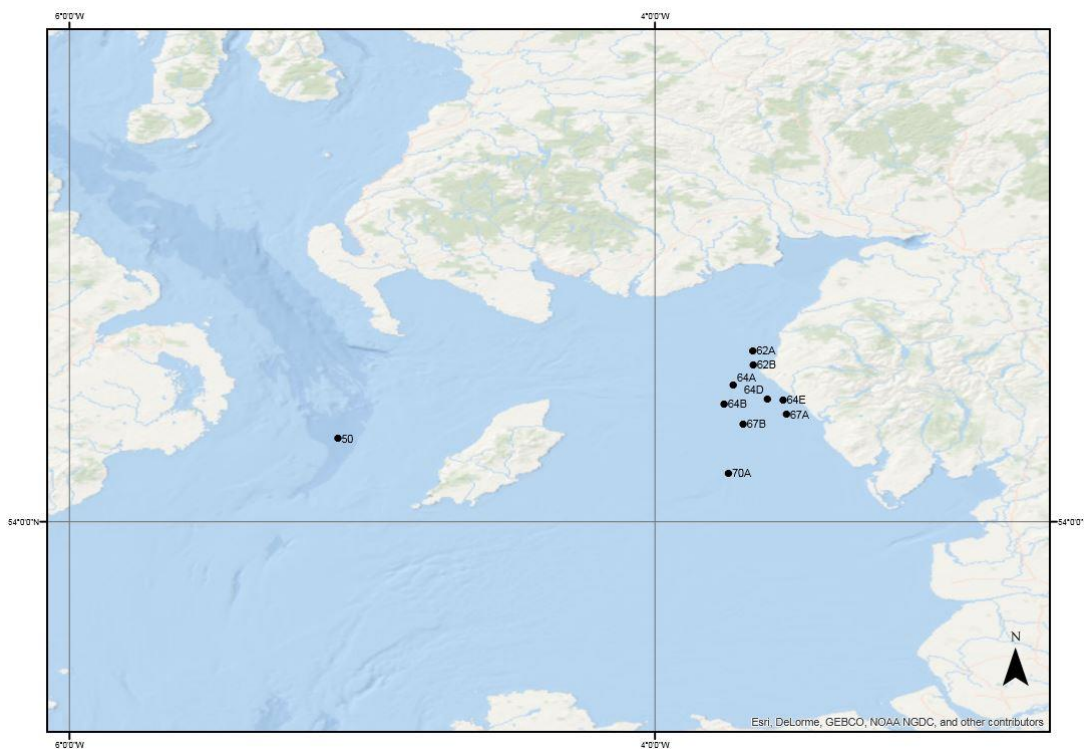 6°0'0"W
4°0'0"W
62A
62B
64A
64D
64B
64E
67A
67B
50
70A
54°0'0"N
54°0'0"
N
Esri, DeLorme, GEBCO, NOAA NGDC, and other contributors
6°0'0"W
4°0'0"W